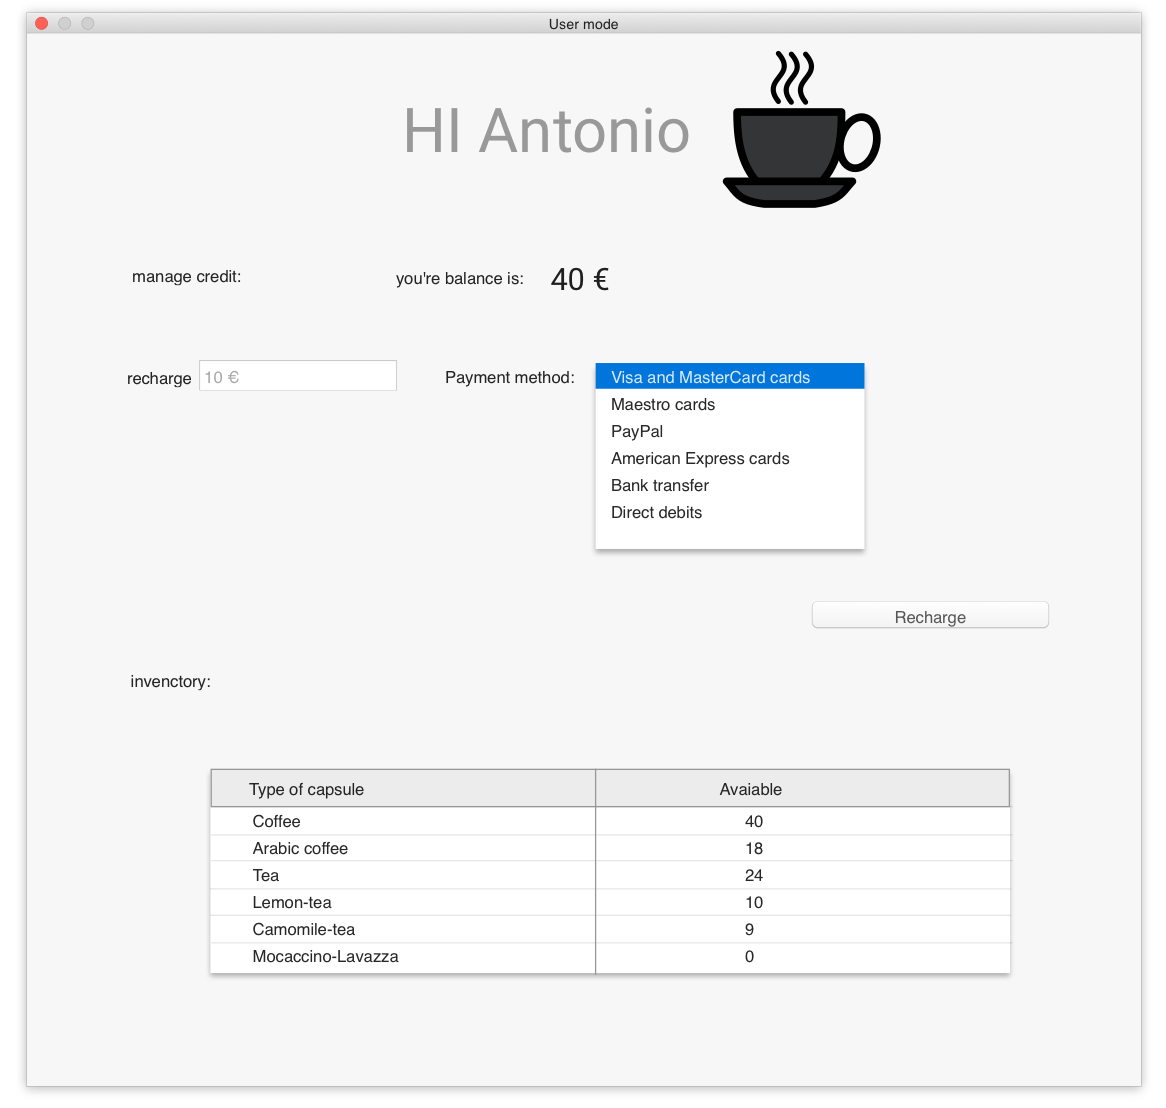 User mode
HI Antonio
manage credit: you're balance is: 40 €
recharge 10 € Payment method: Visa and MasterCard cards
Maestro cards
PayPal
American Express cards
Bank transfer
Direct debits
Recharge
invenctory:
Type of capsule Avaiable
Coffee 40
Arabic coffee 18
Tea 24
Lemon-tea 10
Camomile-tea 9
Mocaccino-Lavazza 0